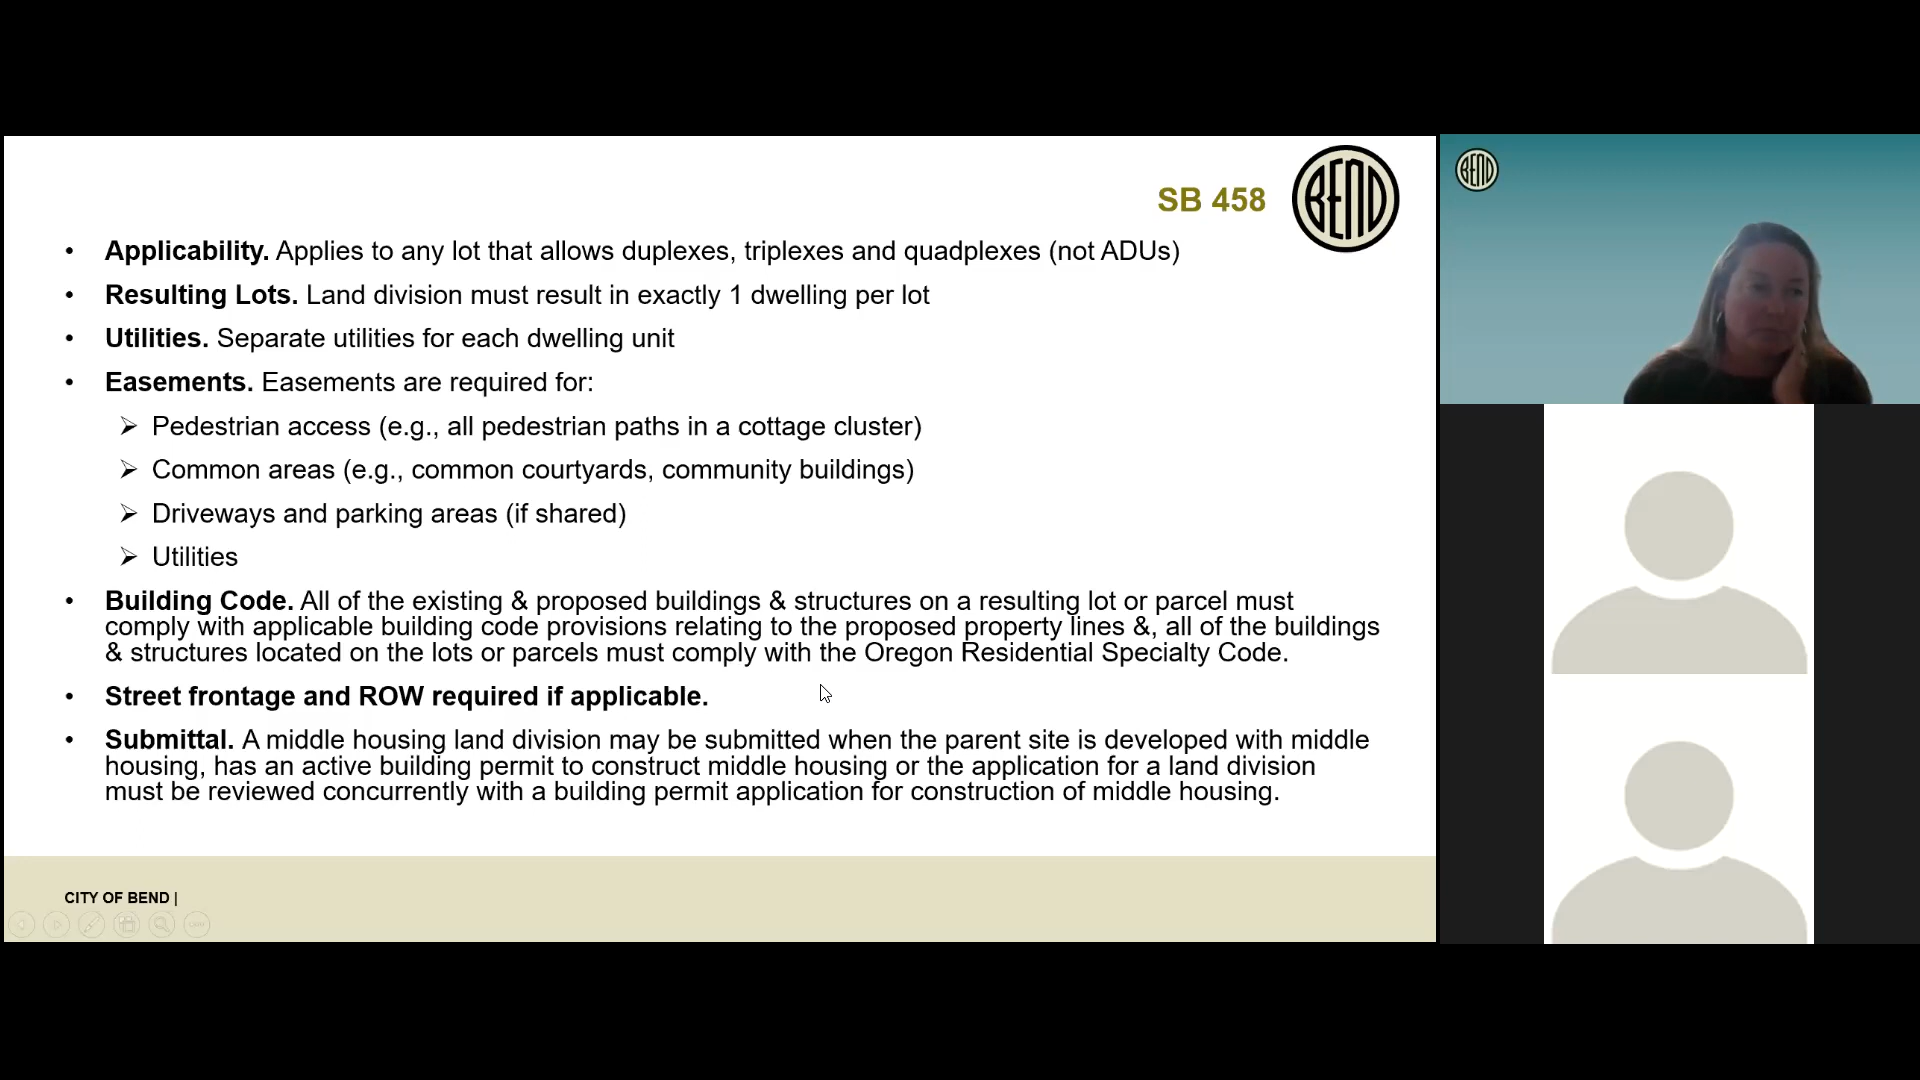 SB 458
BEND
BEND
• Applicability. Applies to any lot that allows duplexes, triplexes and quadplexes (not ADUs)
• Resulting Lots. Land division must result in exactly 1 dwelling per lot
• Utilities. Separate utilities for each dwelling unit
• Easements. Easements are required for:
➢ Pedestrian access (e.g., all pedestrian paths in a cottage cluster)
➢ Common areas (e.g., common courtyards, community buildings)
➢ Driveways and parking areas (if shared)
➢ Utilities
• Building Code. All of the existing & proposed buildings & structures on a resulting lot or parcel must
comply with applicable building code provisions relating to the proposed property lines &, all of the buildings
& structures located on the lots or parcels must comply with the Oregon Residential Specialty Code.
• Street frontage and ROW required if applicable.
• Submittal. A middle housing land division may be submitted when the parent site is developed with middle
housing, has an active building permit to construct middle housing or the application for a land division
must be reviewed concurrently with a building permit application for construction of middle housing.
CITY OF BEND |